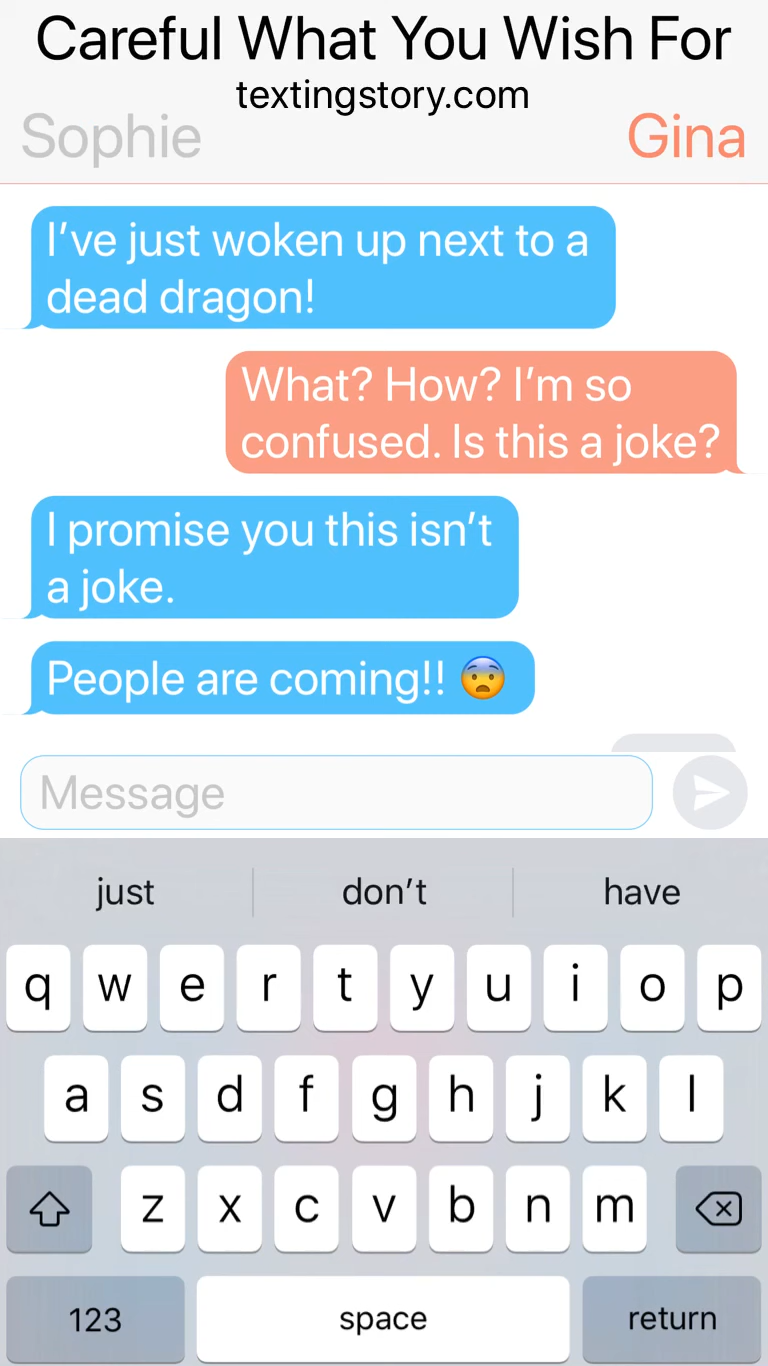 Careful What You Wish For
textingstory.com
Sophie
Gina
I’ve just woken up next to a
dead dragon!
What? How? I’m so
confused. Is this a joke?
I promise you this isn’t
a joke.
People are coming!! 😨
Message
just don’t have
q w e r t y u i o p
a s d f g h j k l
z x c v b n m
123 space return